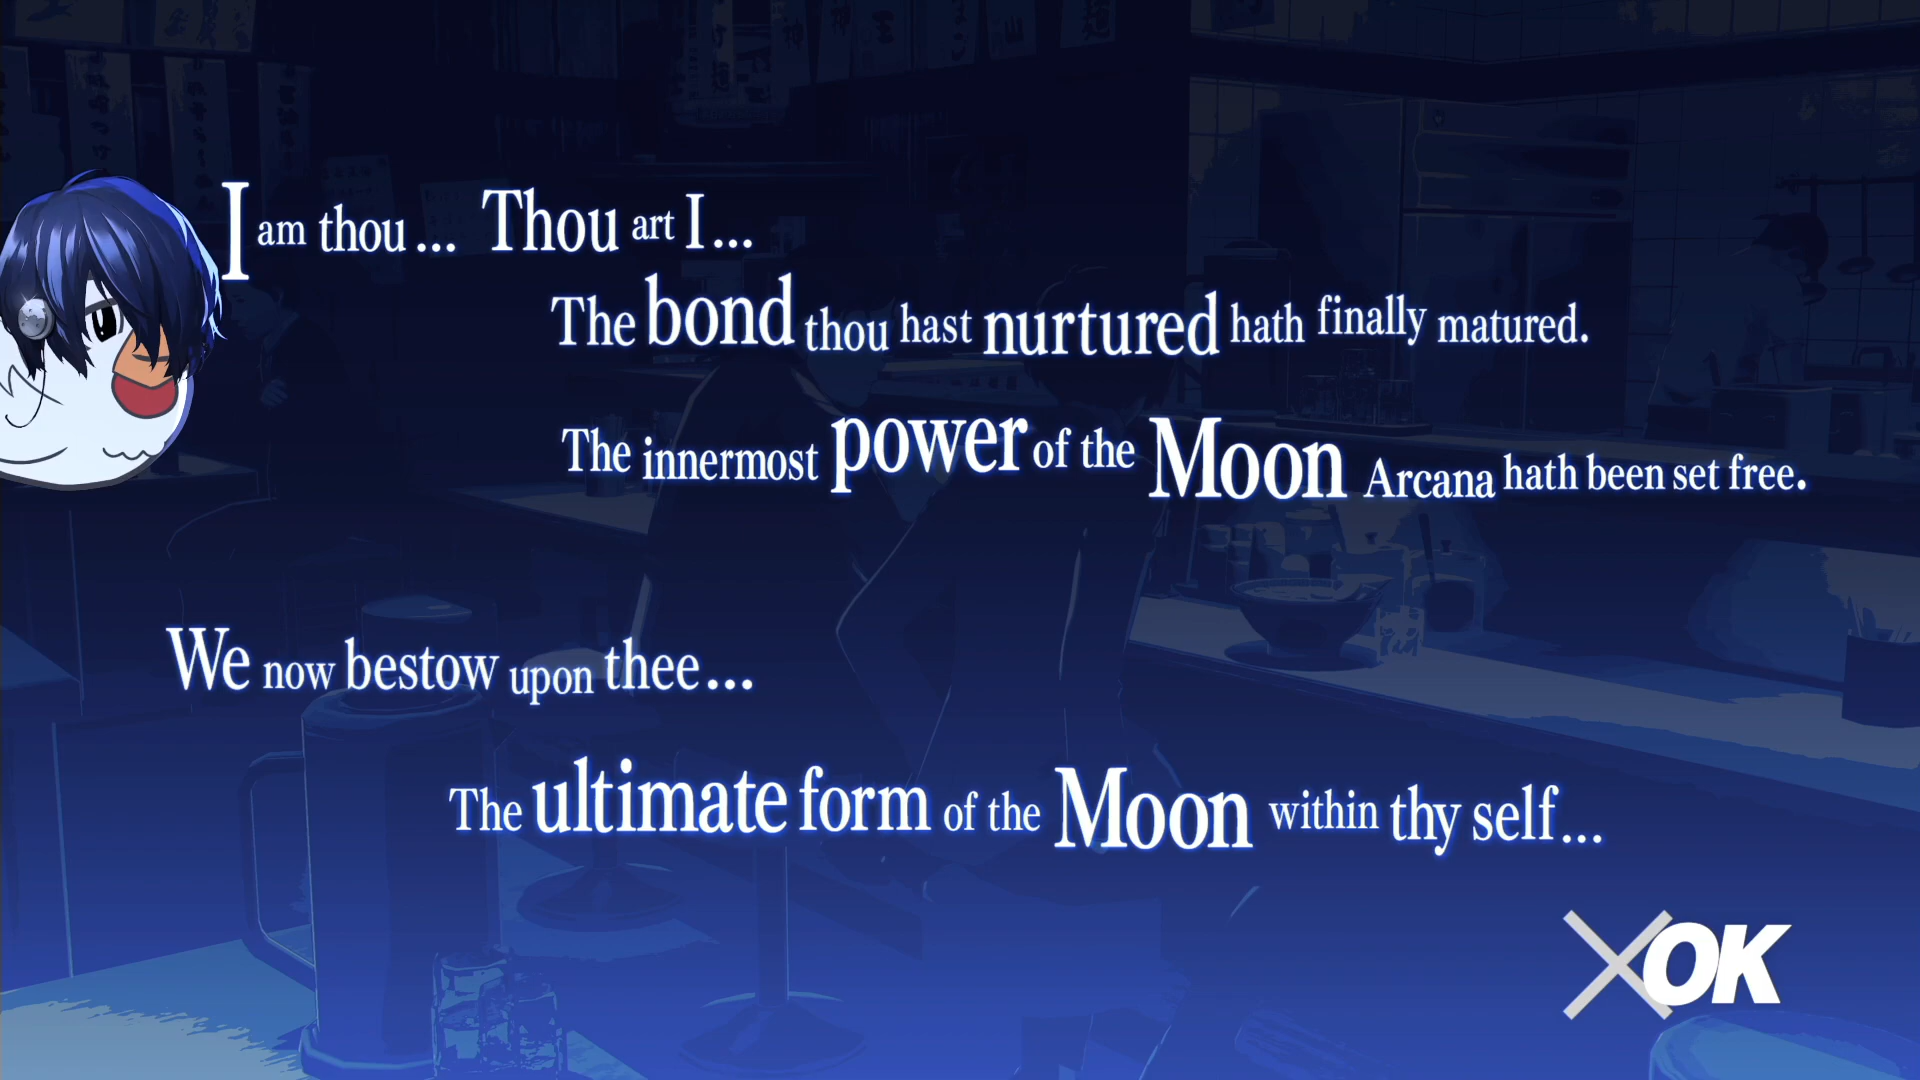 I am thou... Thou art I...
The bond thou hast nurtured hath finally matured.
The innermost power of the Moon Arcana hath been set free.
We now bestow upon thee...
The ultimate form of the Moon within thy self...
OK